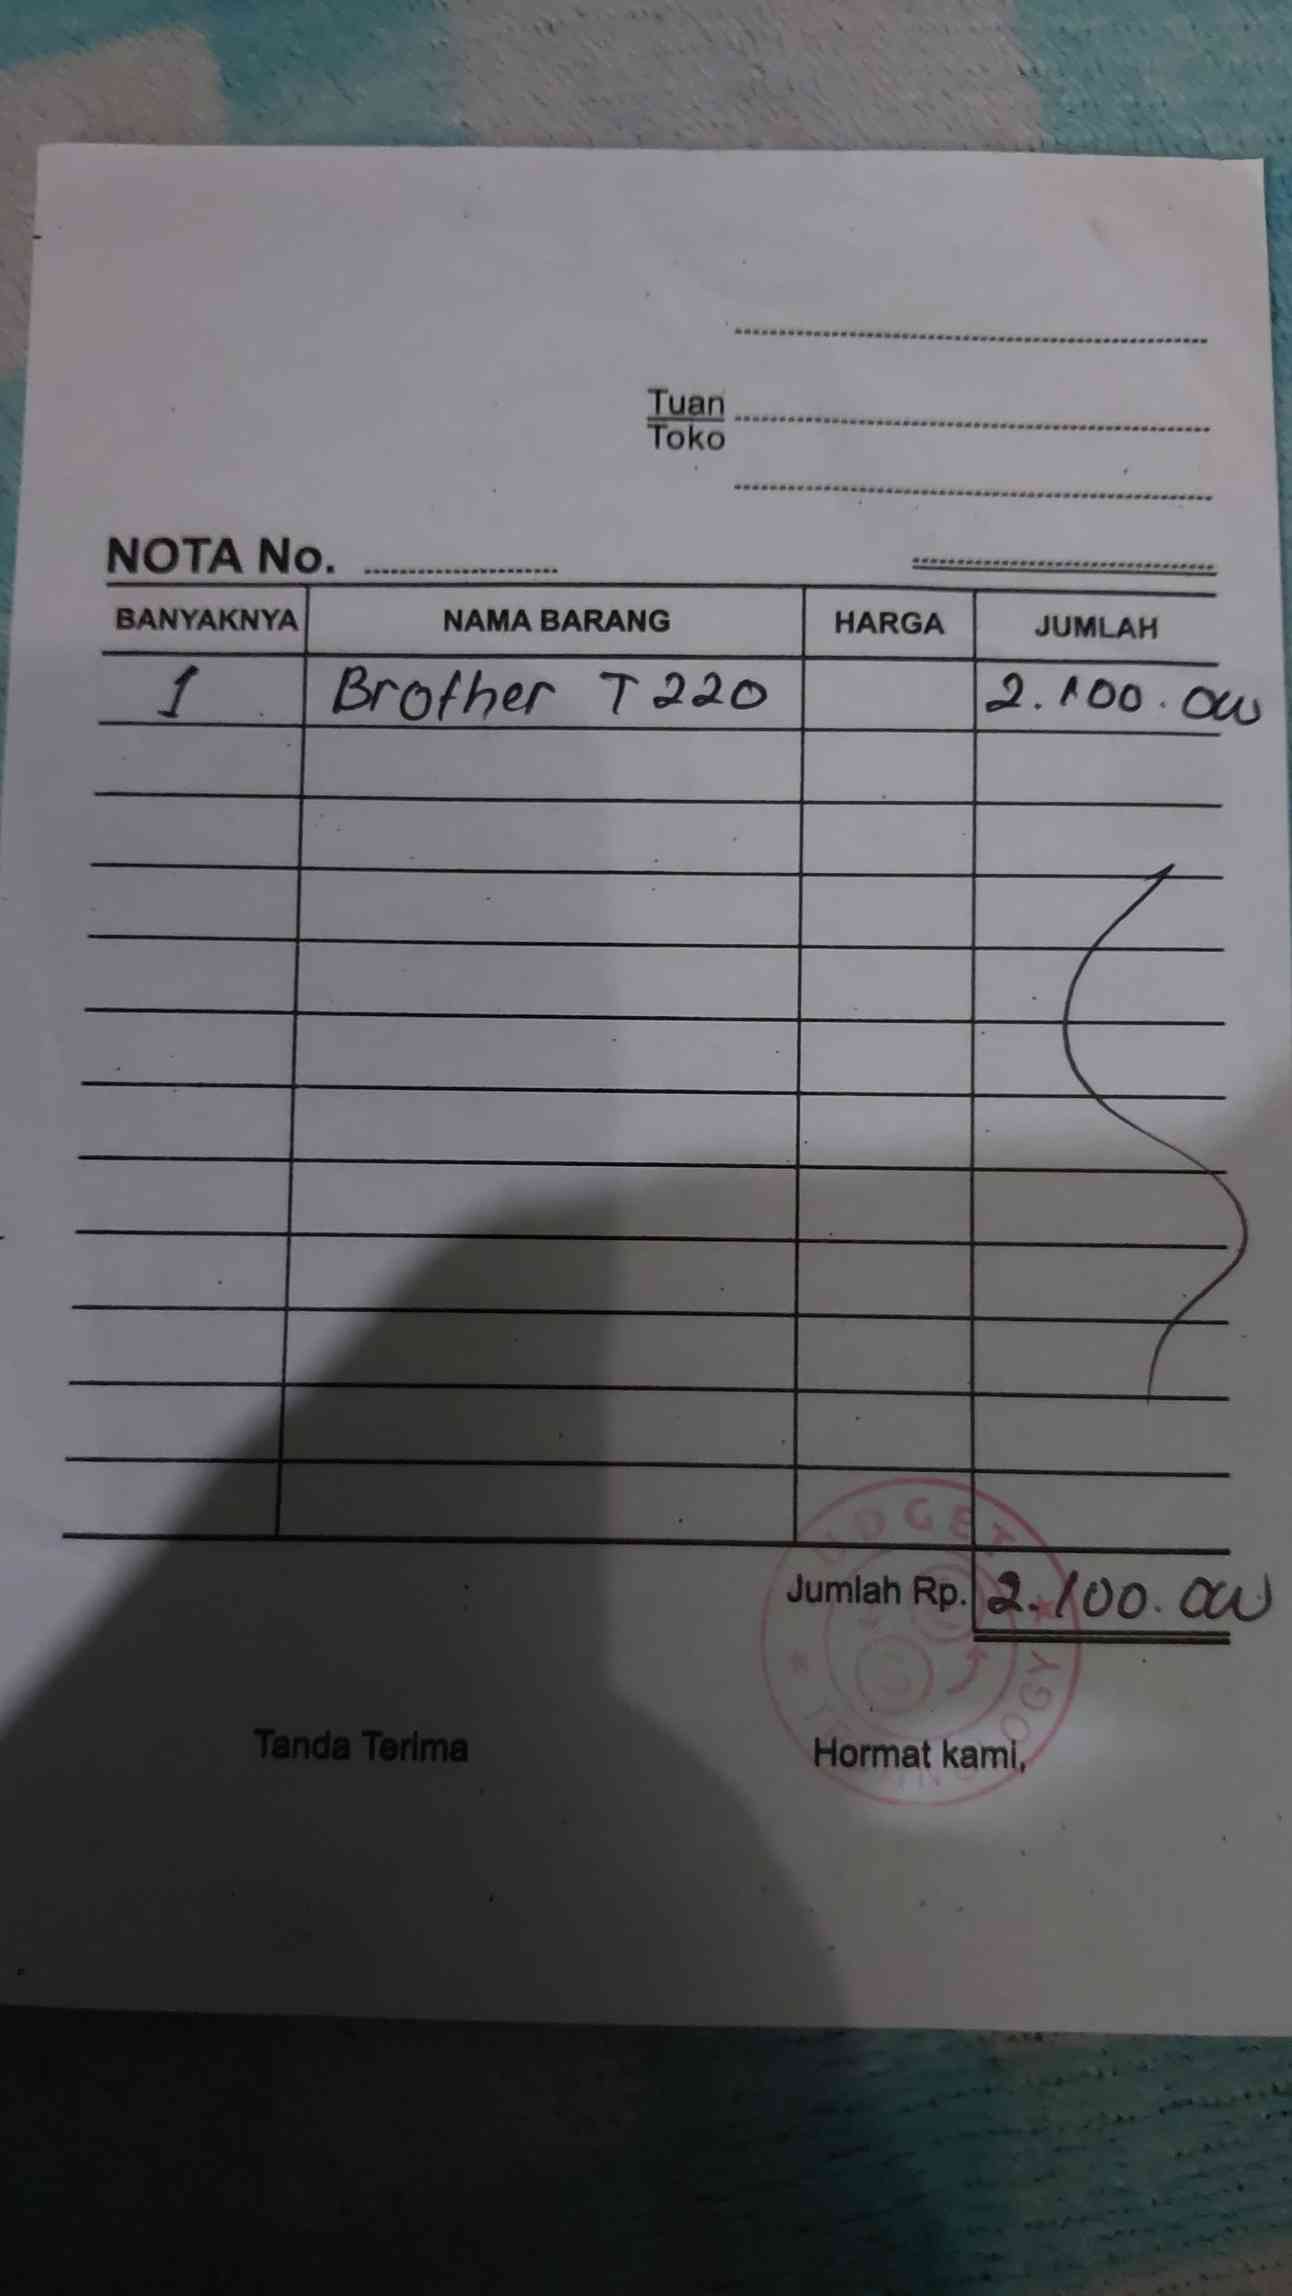 Tuan
Toko
NOTA No.
BANYAKNYA NAMA BARANG HARGA JUMLAH
1 Brother T220 2.100.000
Jumlah Rp. 2.100.000
Tanda Terima Hormat kami,